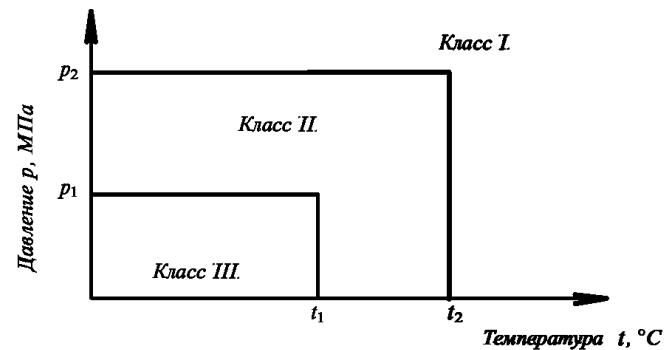 Класс I.
p₂
Класс II.
Давление p, МПа
p₁
Класс III.
t₁
t₂
Температура t, °C